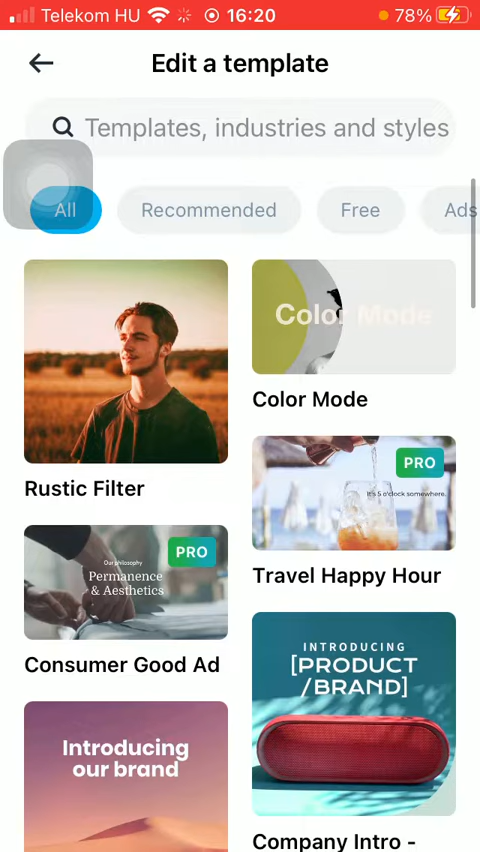 Telekom HU 16:20 78%
Edit a template
Templates, industries and styles
All Recommended Free Ads
Color Mode
Rustic Filter
Color Mode
PRO
It's 5 o'clock somewhere.
Travel Happy Hour
PRO
Our philosophy
Permanence
& Aesthetics
Consumer Good Ad
INTRODUCING
[PRODUCT
/BRAND]
Introducing
our brand
Company Intro -